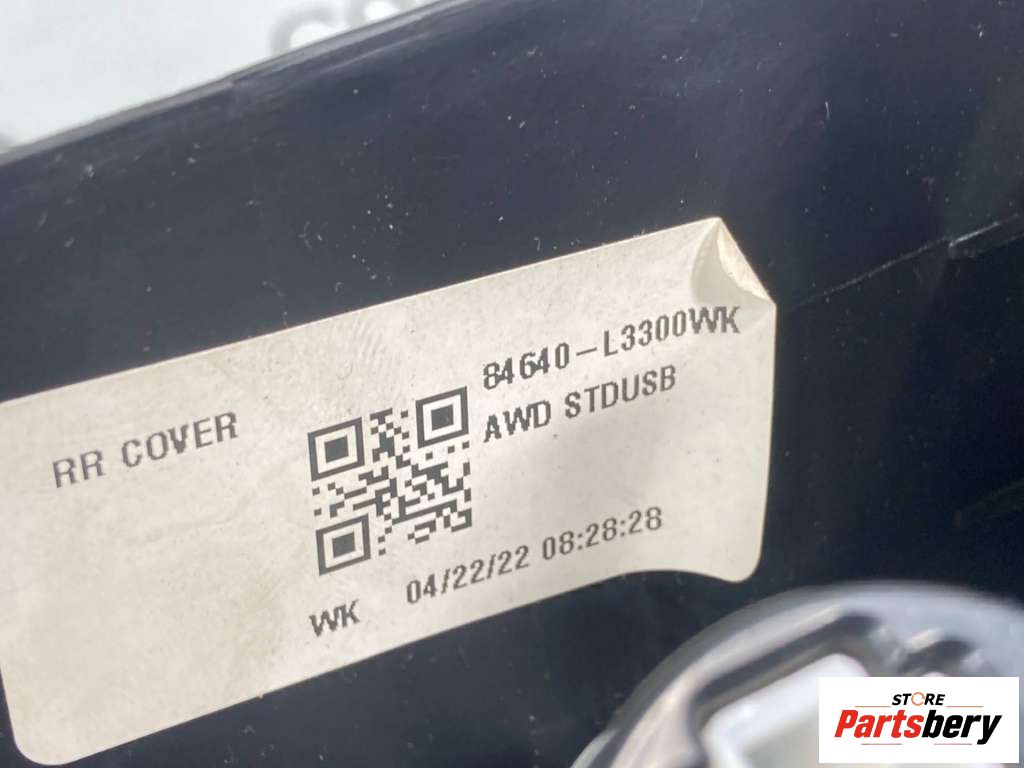 84640-L3300WK
RR COVER
AWD STDUSB
04/22/22 08:28:28
WK
STORE
Partsbery